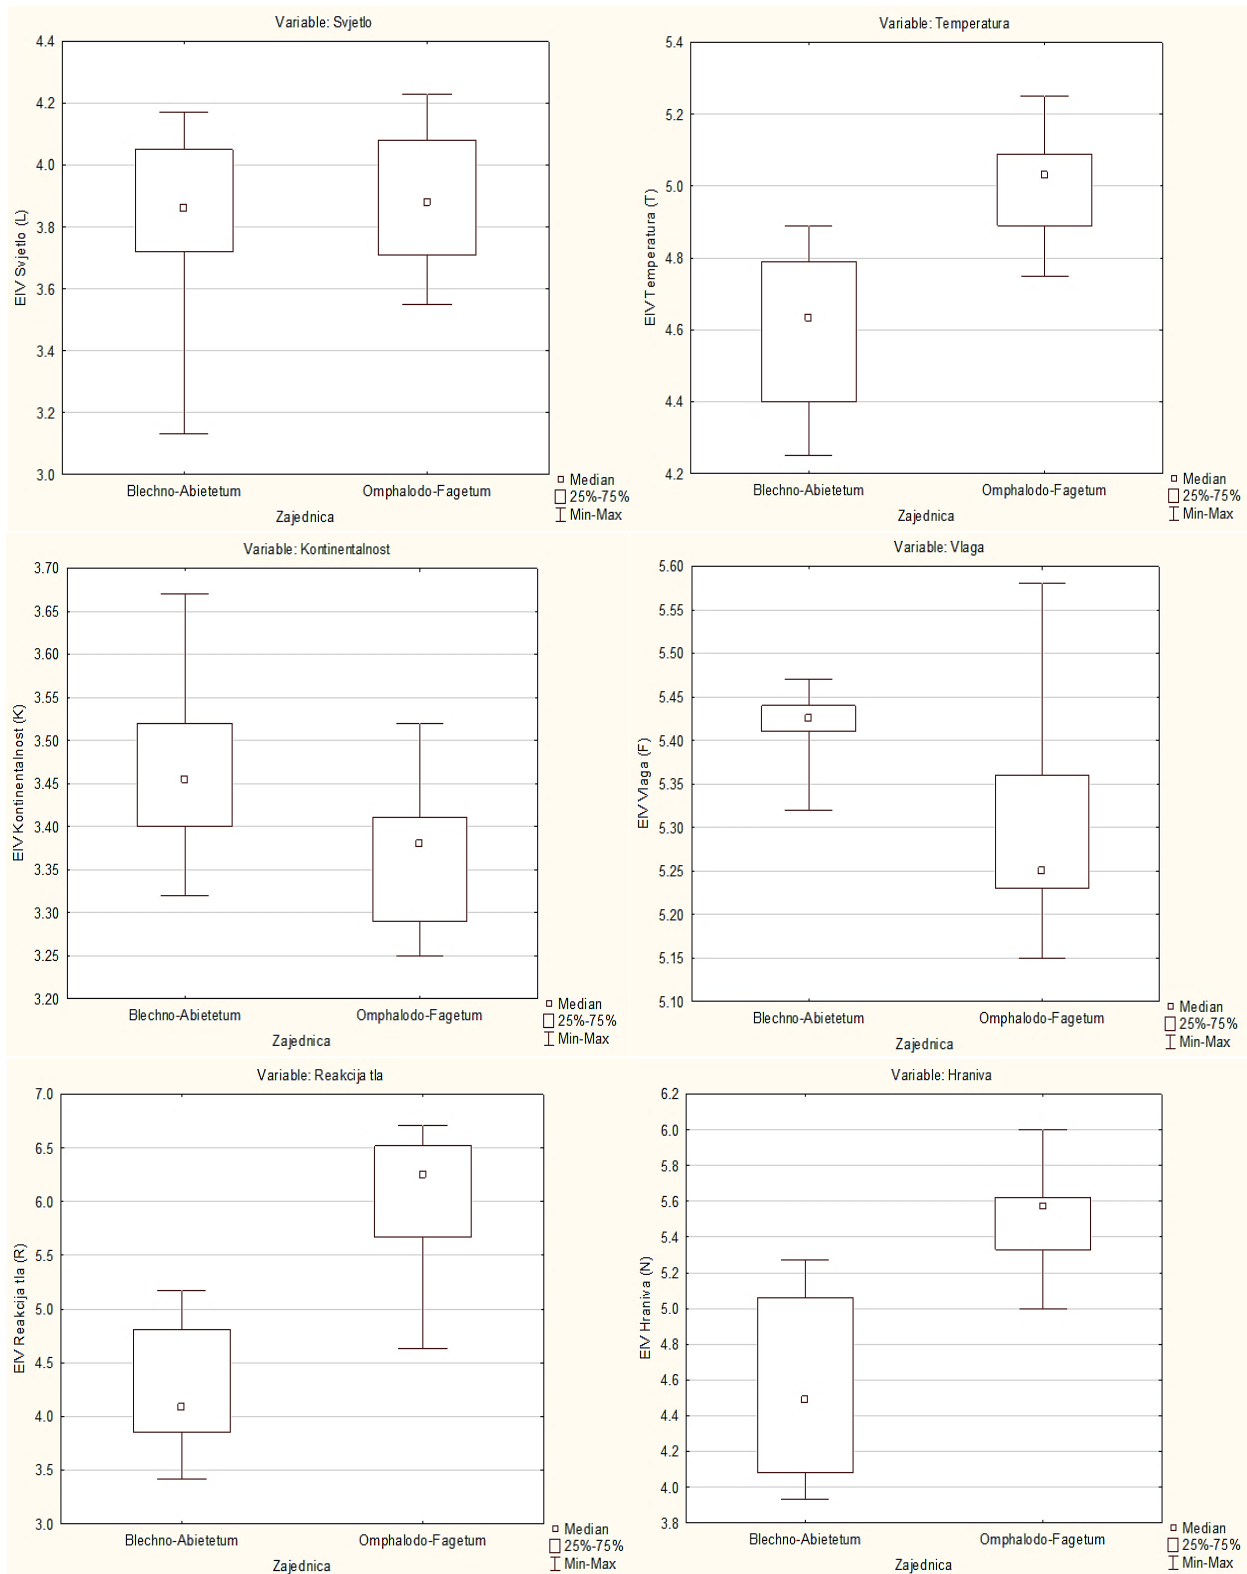 Variable: Svjetlo
4.4
4.2
4.0
3.8
3.6
3.4
3.2
3.0
EIV Svjetlo (L)
Blechno-Abietetum
Omphalodo-Fagetum
Zajednica
Median
25%-75%
Min-Max
Variable: Temperatura
5.4
5.2
5.0
4.8
4.6
4.4
4.2
EIV Temperatura (T)
Blechno-Abietetum
Omphalodo-Fagetum
Zajednica
Median
25%-75%
Min-Max
Variable: Kontinentalnost
3.70
3.65
3.60
3.55
3.50
3.45
3.40
3.35
3.30
3.25
3.20
EIV Kontinentalnost (K)
Blechno-Abietetum
Omphalodo-Fagetum
Zajednica
Median
25%-75%
Min-Max
Variable: Vlaga
5.60
5.55
5.50
5.45
5.40
5.35
5.30
5.25
5.20
5.15
5.10
EIV Vlaga (F)
Blechno-Abietetum
Omphalodo-Fagetum
Zajednica
Median
25%-75%
Min-Max
Variable: Reakcija tla
7.0
6.5
6.0
5.5
5.0
4.5
4.0
3.5
3.0
EIV Reakcija tla (R)
Blechno-Abietetum
Omphalodo-Fagetum
Zajednica
Median
25%-75%
Min-Max
Variable: Hraniva
6.2
6.0
5.8
5.6
5.4
5.2
5.0
4.8
4.6
4.4
4.2
4.0
3.8
EIV Hraniva (N)
Blechno-Abietetum
Omphalodo-Fagetum
Zajednica
Median
25%-75%
Min-Max